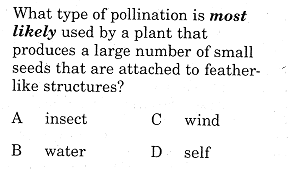 What type of pollination is most
likely used by a plant that
produces a large number of small
seeds that are attached to feather-
like structures?
A insect C wind
B water D self